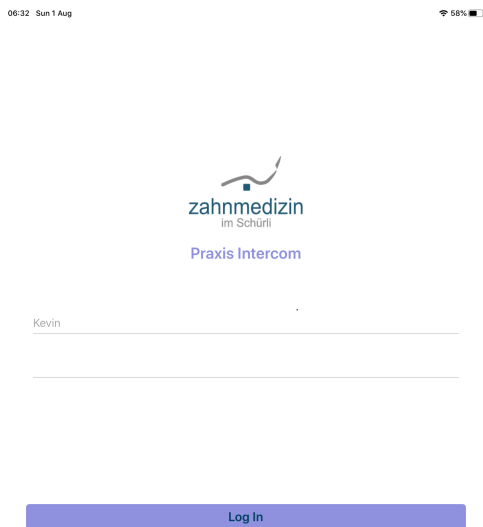 06:32 Sun 1 Aug
58%
zahnmedizin
im Schürli
Praxis Intercom
Kevin
Log In